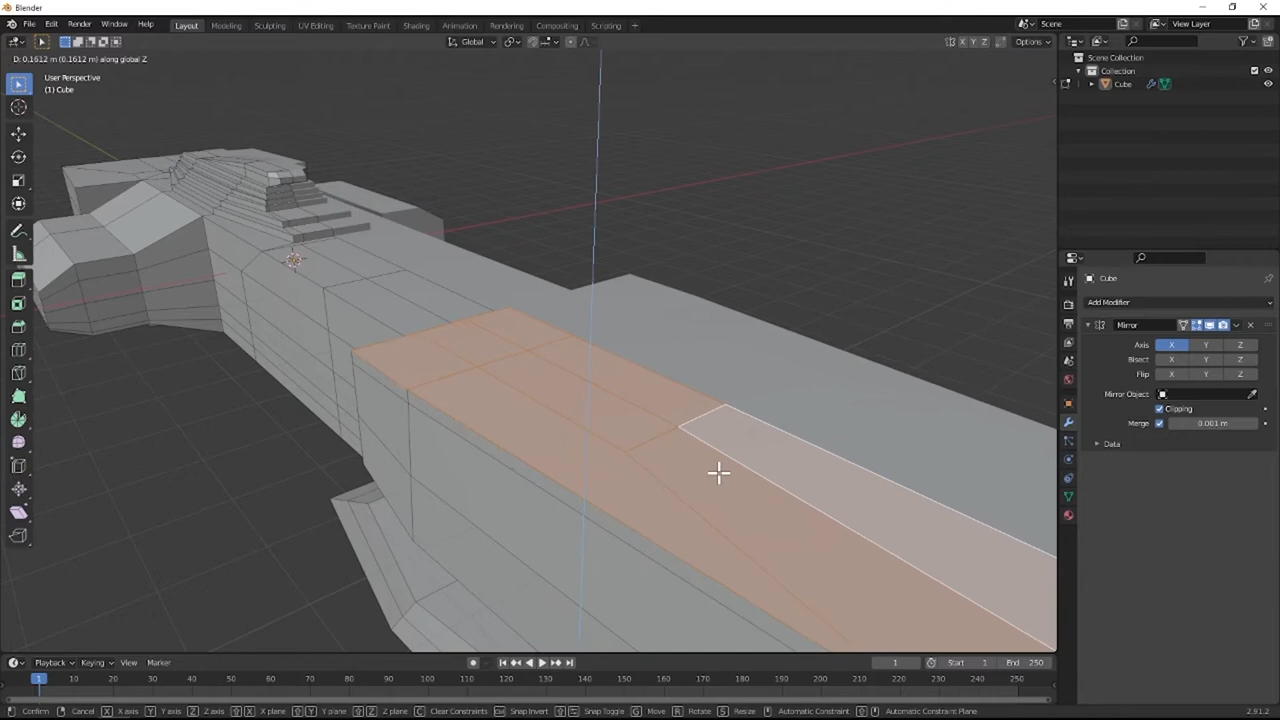 Blender
File Edit Render Window Help Layout Modeling Sculpting UV Editing Texture Paint Shading Animation Rendering Compositing Scripting + Scene View Layer
Global X Y Z Options
D: 0.1612 m (0.1612 m) along global Z
User Perspective
(1) Cube
Scene Collection
Collection
Cube
Cube
Add Modifier
Mirror
Axis X Y Z
Bisect X Y Z
Flip X Y Z
Mirror Object
Clipping
Merge 0.001 m
Data
Playback Keying View Marker 1 Start 1 End 250
1 10 20 30 40 50 60 70 80 90 100 110 120 130 140 150 160 170 180 190 200 210 220 230 240 250
Confirm Cancel X X axis Y Y axis Z Z axis X X plane Y Y plane Z Z plane C Clear Constraints Snap Invert Snap Toggle G Move R Rotate S Resize Automatic Constraint Automatic Constraint Plane 2.91.2